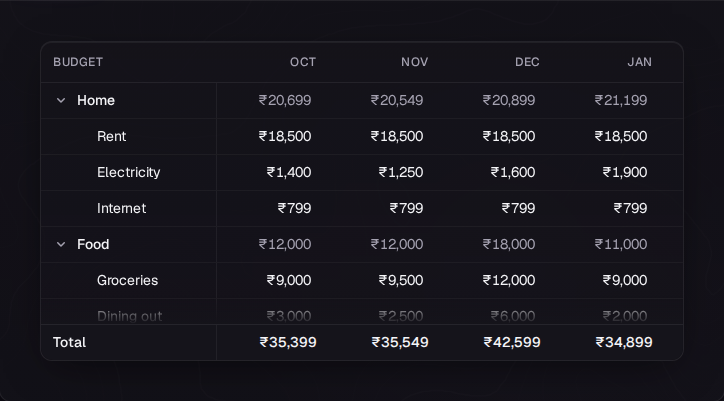 BUDGET OCT NOV DEC JAN
Home ₹20,699 ₹20,549 ₹20,899 ₹21,199
Rent ₹18,500 ₹18,500 ₹18,500 ₹18,500
Electricity ₹1,400 ₹1,250 ₹1,600 ₹1,900
Internet ₹799 ₹799 ₹799 ₹799
Food ₹12,000 ₹12,000 ₹18,000 ₹11,000
Groceries ₹9,000 ₹9,500 ₹12,000 ₹9,000
Dining out ₹3,000 ₹2,500 ₹6,000 ₹2,000
Total ₹35,399 ₹35,549 ₹42,599 ₹34,899